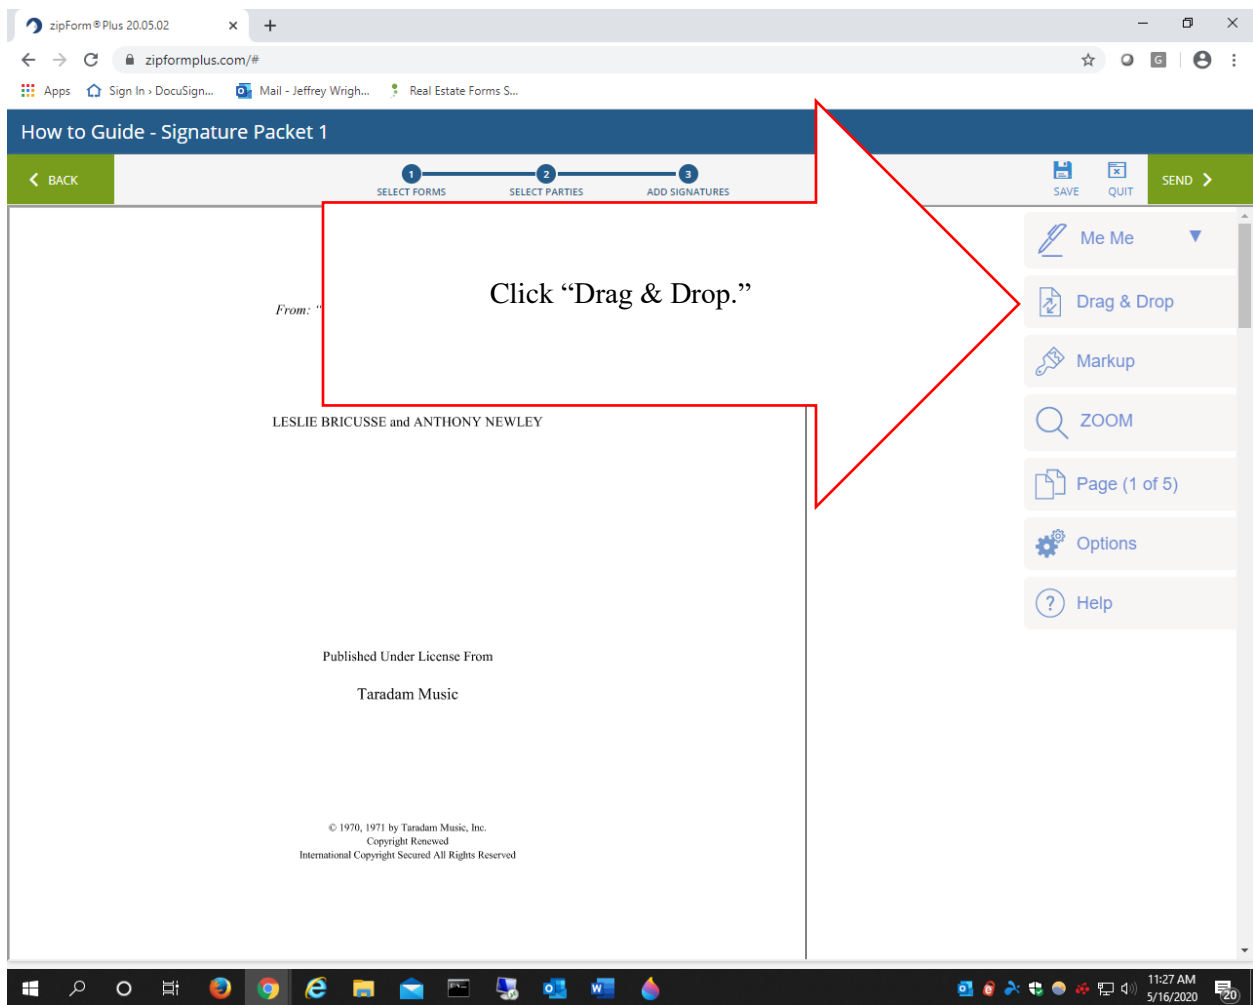 zipForm®Plus 20.05.02
zipformplus.com/#
Apps Sign In › DocuSign... Mail - Jeffrey Wrigh... Real Estate Forms S...
How to Guide - Signature Packet 1
BACK
1 2 3
SELECT FORMS SELECT PARTIES ADD SIGNATURES
SAVE QUIT
SEND
Me Me
Click “Drag & Drop.”
Drag & Drop
From: “
Markup
LESLIE BRICUSSE and ANTHONY NEWLEY
ZOOM
Page (1 of 5)
Options
Help
Published Under License From
Taradam Music
© 1970, 1971 by Taradam Music, Inc.
Copyright Renewed
International Copyright Secured All Rights Reserved
11:27 AM
5/16/2020
20